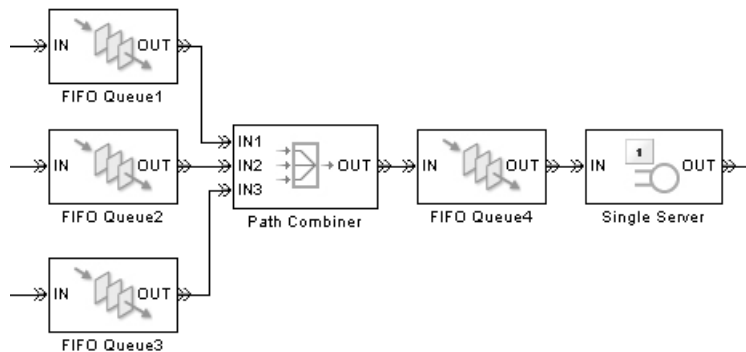 IN OUT
FIFO Queue1
IN OUT
FIFO Queue2
IN OUT
FIFO Queue3
IN1
IN2 OUT
IN3
Path Combiner
IN OUT
FIFO Queue4
1
IN OUT
Single Server